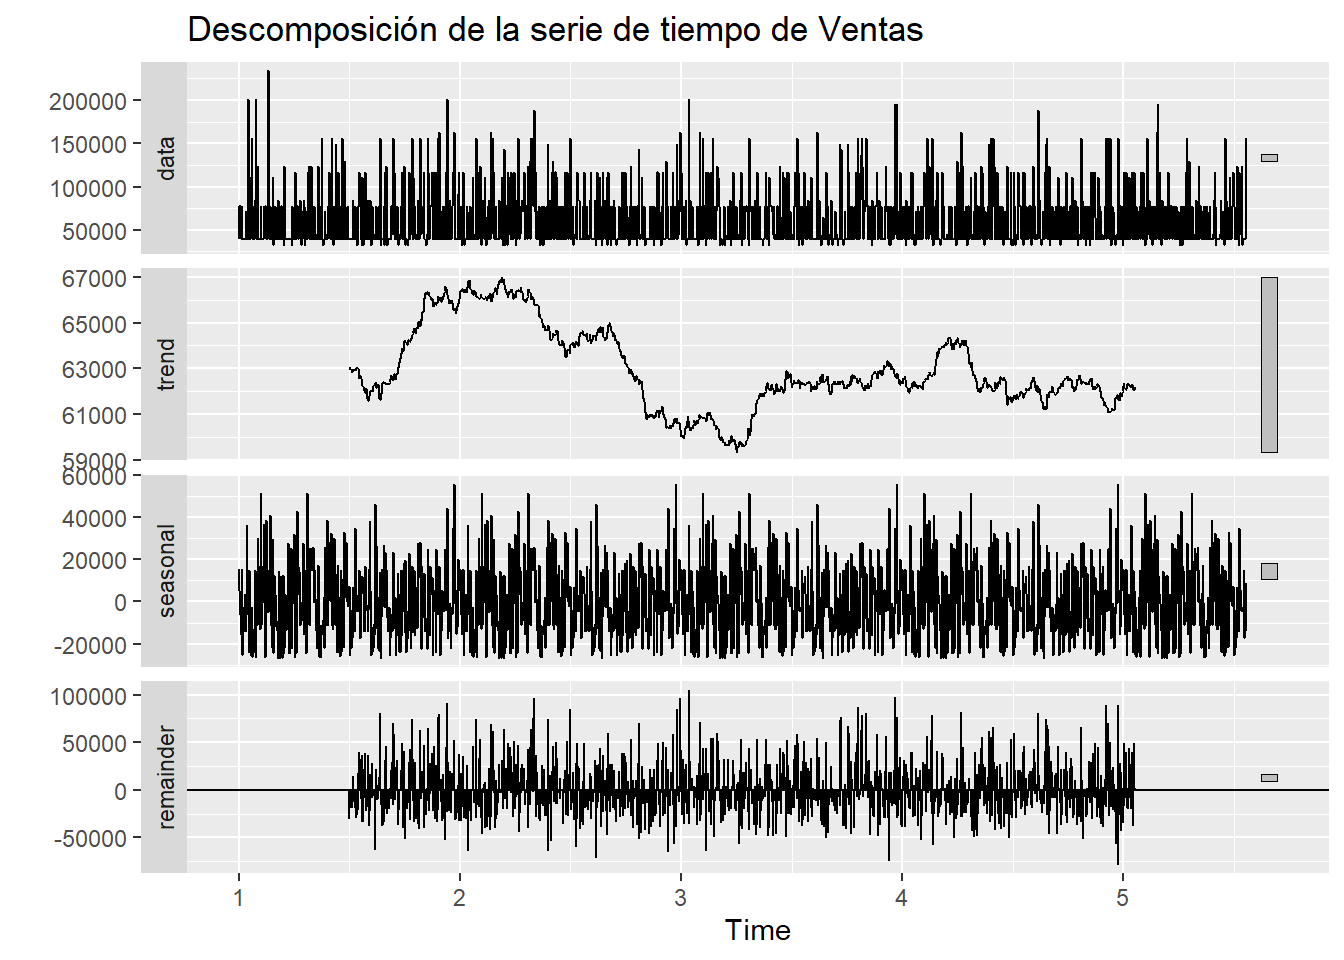 Descomposición de la serie de tiempo de Ventas
200000
150000
100000
50000
data
67000
65000
63000
61000
59000
trend
60000
40000
20000
0
-20000
seasonal
100000
50000
0
-50000
remainder
1 2 3 4 5
Time